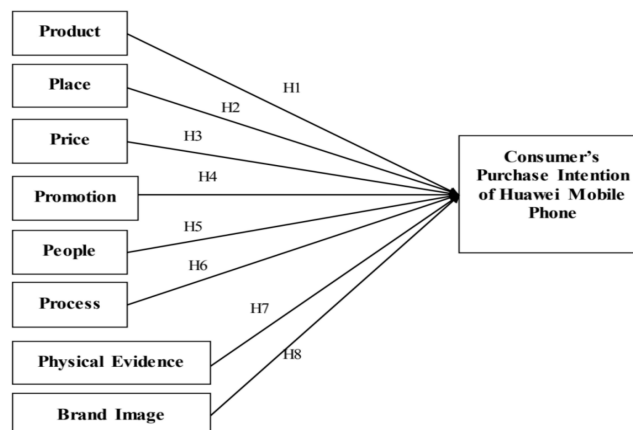 Product
H1
Place
H2
Price
H3
Consumer's
Purchase Intention
of Huawei Mobile
Phone
H4
Promotion
H5
People
H6
Process
H7
Physical Evidence
H8
Brand Image